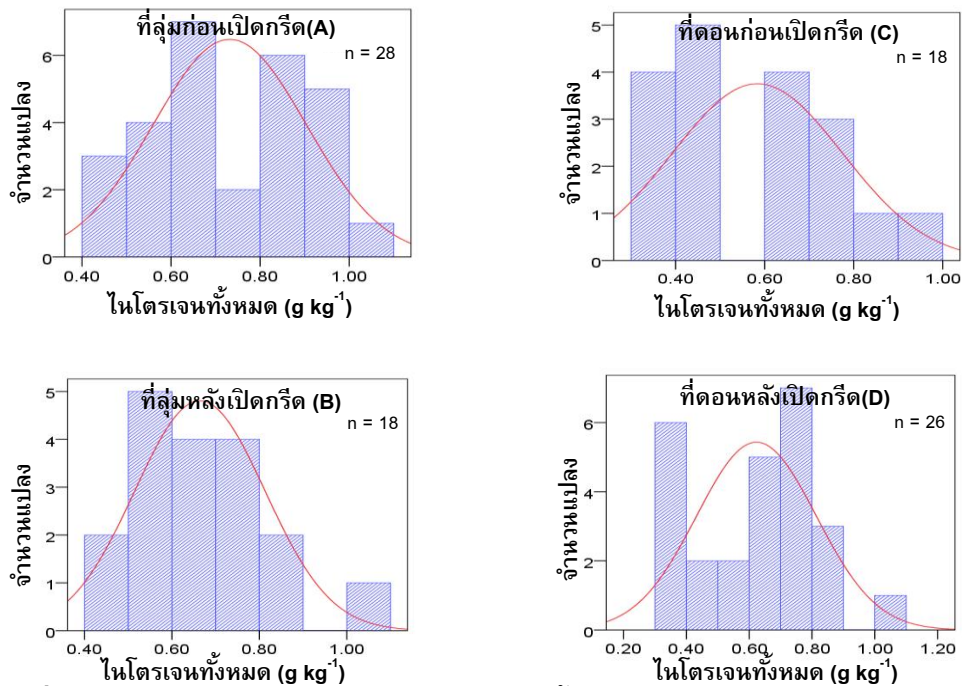 ที่ลุ่มก่อนเปิดกรีด(A)
n = 28
จำนวนแปลง
6
4
2
0
0.40 0.60 0.80 1.00
ไนโตรเจนทั้งหมด (g kg-1)
ที่ดอนก่อนเปิดกรีด (C)
n = 18
จำนวนแปลง
5
4
3
2
1
0
0.40 0.60 0.80 1.00
ไนโตรเจนทั้งหมด (g kg-1)
ที่ลุ่มหลังเปิดกรีด (B)
n = 18
จำนวนแปลง
5
4
3
2
1
0
0.40 0.60 0.80 1.00
ไนโตรเจนทั้งหมด (g kg-1)
ที่ดอนหลังเปิดกรีด(D)
n = 26
จำนวนแปลง
6
4
2
0
0.20 0.40 0.60 0.80 1.00 1.20
ไนโตรเจนทั้งหมด (g kg-1)